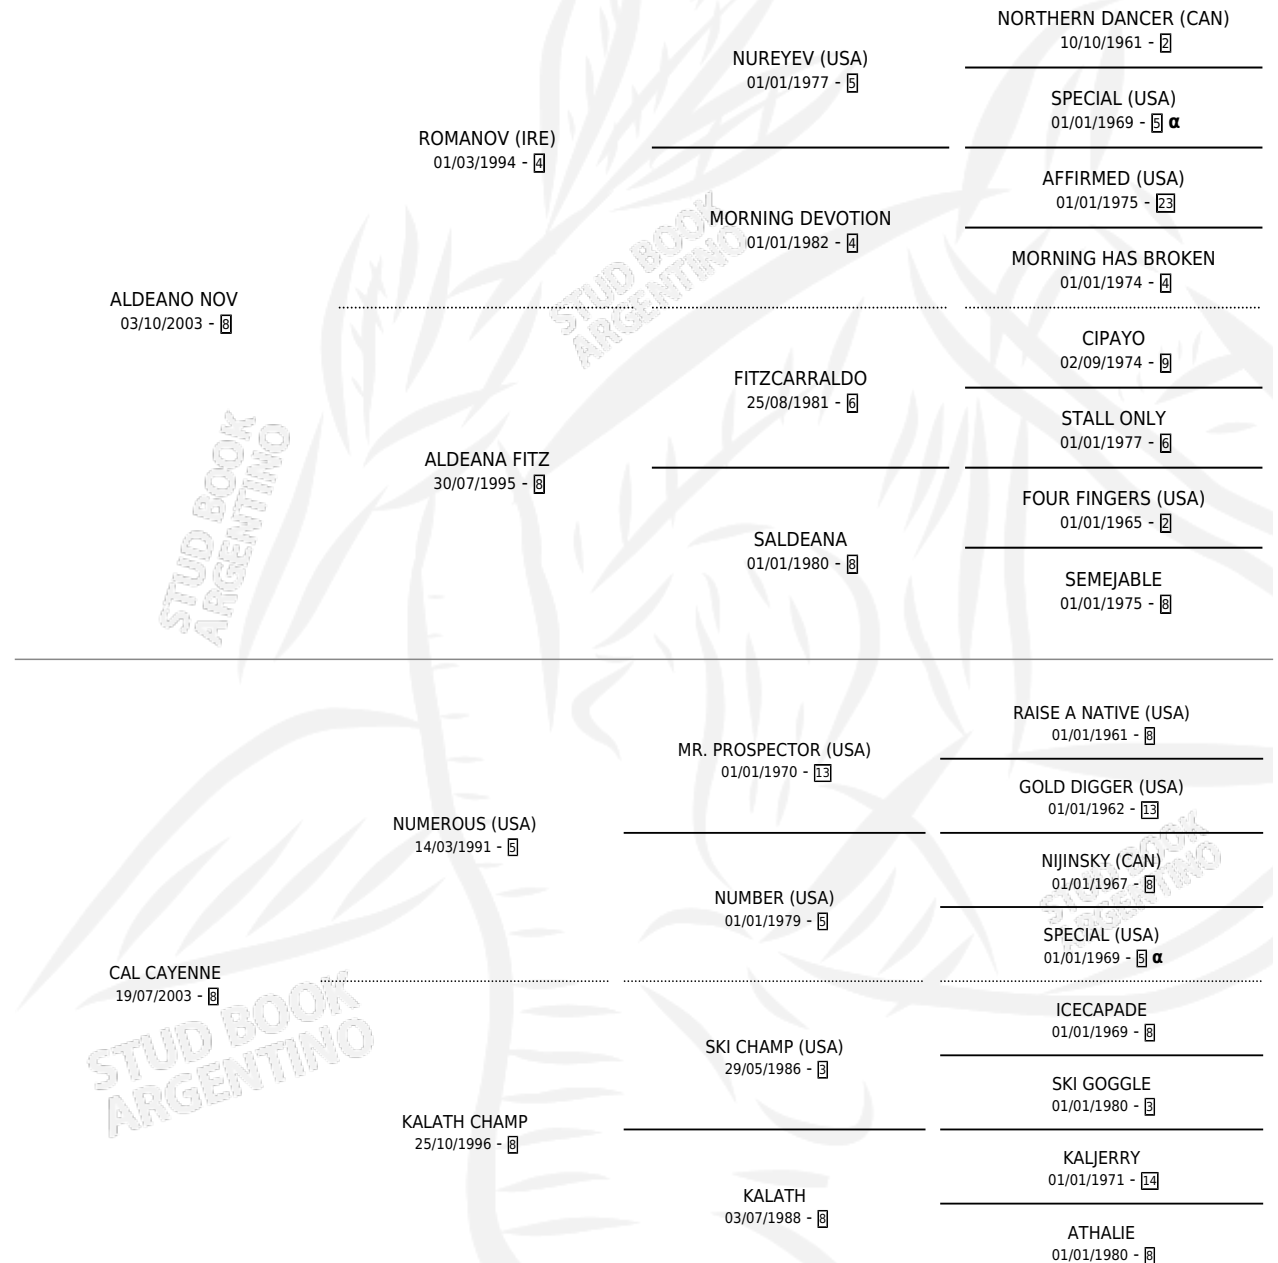 NORTHERN DANCER (CAN)
10/10/1961 - 2
NUREYEV (USA)
01/01/1977 - 5
SPECIAL (USA)
01/01/1969 - 5 α
ROMANOV (IRE)
01/03/1994 - 4
AFFIRMED (USA)
01/01/1975 - 23
MORNING DEVOTION
01/01/1982 - 4
MORNING HAS BROKEN
01/01/1974 - 4
ALDEANO NOV
03/10/2003 - 8
CIPAYO
02/09/1974 - 9
FITZCARRALDO
25/08/1981 - 6
STALL ONLY
01/01/1977 - 6
ALDEANA FITZ
30/07/1995 - 8
FOUR FINGERS (USA)
01/01/1965 - 2
SALDEANA
01/01/1980 - 8
SEMEJABLE
01/01/1975 - 8
STUD BOOK
ARGENTINO
STUD BOOK
ARGENTINO
RAISE A NATIVE (USA)
01/01/1961 - 8
MR. PROSPECTOR (USA)
01/01/1970 - 13
GOLD DIGGER (USA)
01/01/1962 - 13
NUMEROUS (USA)
14/03/1991 - 5
NIJINSKY (CAN)
01/01/1967 - 8
NUMBER (USA)
01/01/1979 - 5
SPECIAL (USA)
01/01/1969 - 5 α
CAL CAYENNE
19/07/2003 - 8
ICECAPADE
01/01/1969 - 8
SKI CHAMP (USA)
29/05/1986 - 3
SKI GOGGLE
01/01/1980 - 3
KALATH CHAMP
25/10/1996 - 8
KALJERRY
01/01/1971 - 14
KALATH
03/07/1988 - 8
ATHALIE
01/01/1980 - 8
STUD BOOK
ARGENTINO
STUD BOOK
ARGENTINO